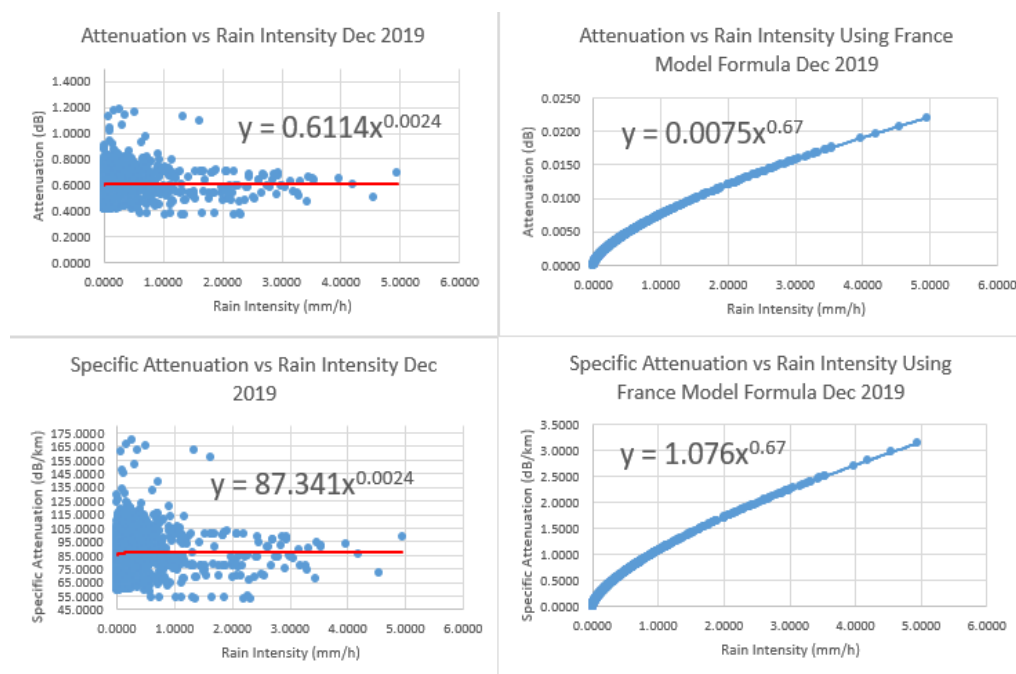 Attenuation vs Rain Intensity Dec 2019
1.4000
1.2000
1.0000
0.8000
0.6000
0.4000
0.2000
0.0000
Attenuation (dB)
y = 0.6114x^0.0024
0.0000 1.0000 2.0000 3.0000 4.0000 5.0000 6.0000
Rain Intensity (mm/h)
Attenuation vs Rain Intensity Using France
Model Formula Dec 2019
0.0250
0.0200
0.0150
0.0100
0.0050
0.0000
Attenuation (dB)
y = 0.0075x^0.67
0.0000 1.0000 2.0000 3.0000 4.0000 5.0000 6.0000
Rain Intensity (mm/h)
Specific Attenuation vs Rain Intensity Dec
2019
175.0000
165.0000
155.0000
145.0000
135.0000
125.0000
115.0000
105.0000
95.0000
85.0000
75.0000
65.0000
55.0000
45.0000
Specific Attenuation (dB/km)
y = 87.341x^0.0024
0.0000 1.0000 2.0000 3.0000 4.0000 5.0000 6.0000
Rain Intensity (mm/h)
Specific Attenuation vs Rain Intensity Using
France Model Formula Dec 2019
3.5000
3.0000
2.5000
2.0000
1.5000
1.0000
0.5000
0.0000
Specific Attenuation (dB/km)
y = 1.076x^0.67
0.0000 1.0000 2.0000 3.0000 4.0000 5.0000 6.0000
Rain Intensity (mm/h)